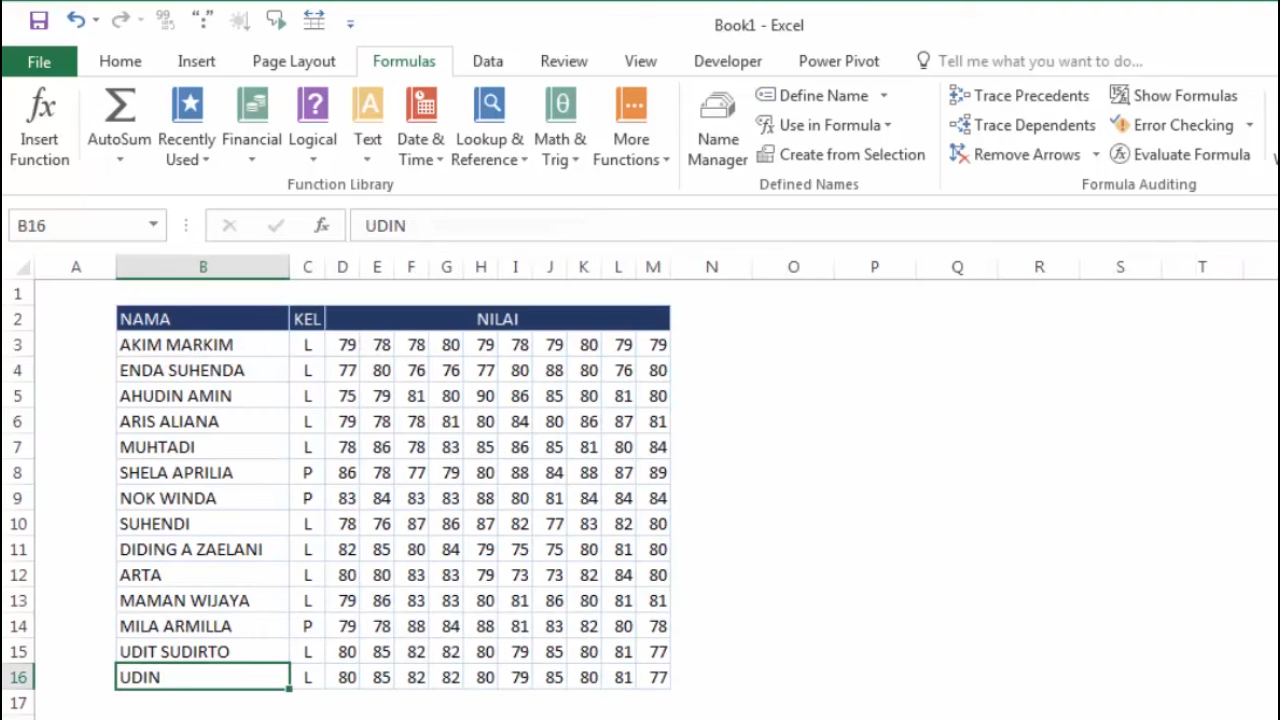 Book1 - Excel
File Home Insert Page Layout Formulas Data Review View Developer Power Pivot Tell me what you want to do...
fx Σ ? A θ
Insert Function
AutoSum
Recently Used
Financial
Logical
Text
Date & Time
Lookup & Reference
Math & Trig
More Functions
Function Library
Name Manager
Define Name
Use in Formula
Create from Selection
Defined Names
Trace Precedents
Trace Dependents
Remove Arrows
Show Formulas
Error Checking
Evaluate Formula
Formula Auditing
B16 fx UDIN
A B C D E F G H I J K L M N O P Q R S T
1
2 NAMA KEL NILAI
3 AKIM MARKIM L 79 78 78 80 79 78 79 80 79 79
4 ENDA SUHENDA L 77 80 76 76 77 80 88 80 76 80
5 AHUDIN AMIN L 75 79 81 80 90 86 85 80 81 80
6 ARIS ALIANA L 79 78 78 81 80 84 80 86 87 81
7 MUHTADI L 78 86 78 83 85 86 85 81 80 84
8 SHELA APRILIA P 86 78 77 79 80 88 84 88 87 89
9 NOK WINDA P 83 84 83 83 88 80 81 84 84 84
10 SUHENDI L 78 76 87 86 87 82 77 83 82 80
11 DIDING A ZAELANI L 82 85 80 84 79 75 75 80 81 80
12 ARTA L 80 80 83 83 79 73 73 82 84 80
13 MAMAN WIJAYA L 79 86 83 83 80 81 86 80 81 81
14 MILA ARMILLA P 79 78 88 84 88 81 83 82 80 78
15 UDIT SUDIRTO L 80 85 82 82 80 79 85 80 81 77
16 UDIN L 80 85 82 82 80 79 85 80 81 77
17